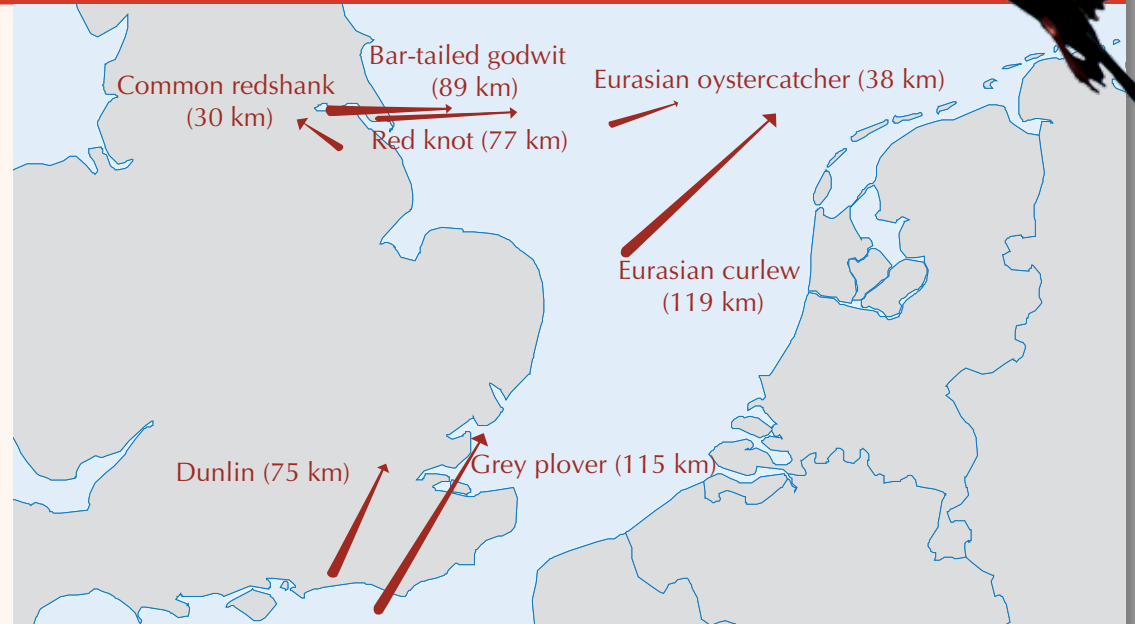 Bar-tailed godwit
(89 km)
Common redshank
(30 km)
Eurasian oystercatcher (38 km)
Red knot (77 km)
Eurasian curlew
(119 km)
Grey plover (115 km)
Dunlin (75 km)